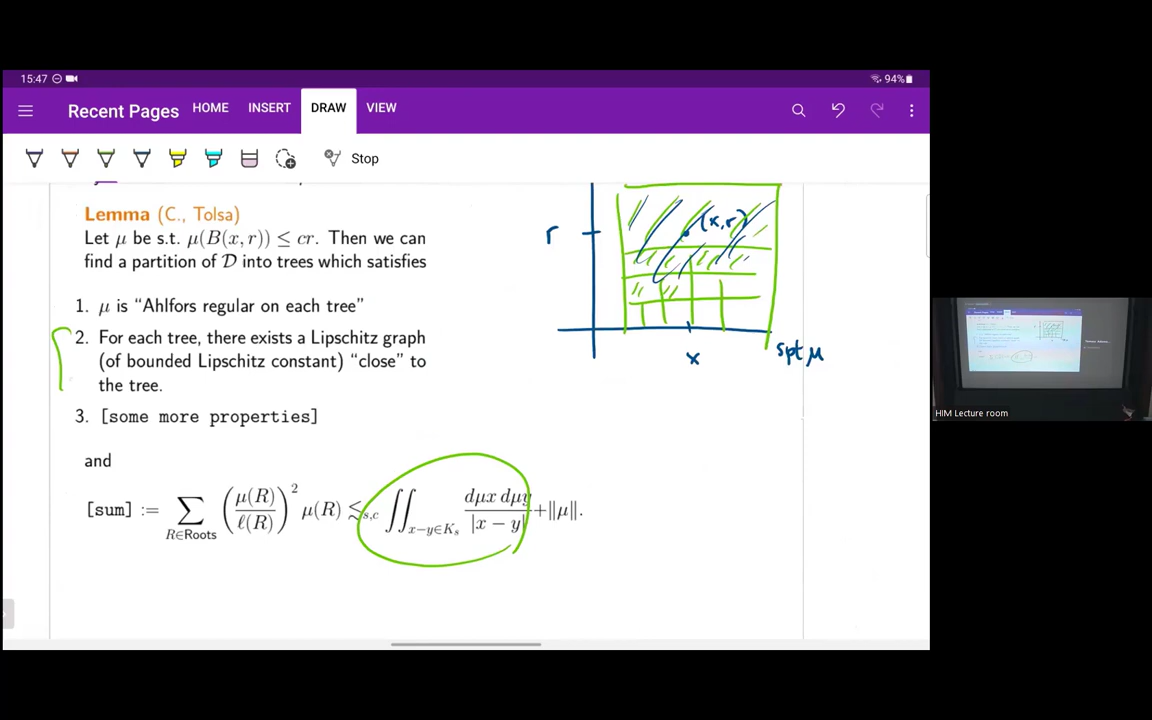 15:47
94%
Recent Pages HOME INSERT DRAW VIEW
Stop
Lemma (C., Tolsa)
Let μ be s.t. μ(B(x, r)) ≤ cr. Then we can
find a partition of 𝒟 into trees which satisfies
1. μ is "Ahlfors regular on each tree"
2. For each tree, there exists a Lipschitz graph
(of bounded Lipschitz constant) "close" to
the tree.
3. [some more properties]
and
[sum] := ∑_{R∈Roots} (μ(R)/ℓ(R))² μ(R) ≲_{s,c} ∬_{x−y∈K_s} dμx dμy/|x − y| + ‖μ‖.
(x,r)
r
x
spt μ
HIM Lecture room